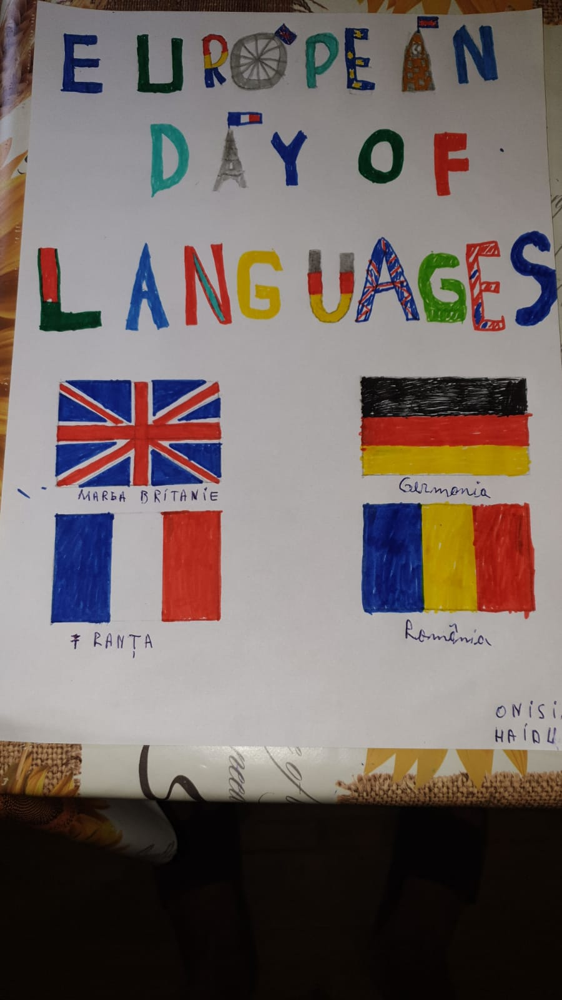 EUROPEAN
DAY OF
LANGUAGES
MAREA BRITANIE
Germania
FRANȚA
România
ONISI
HAIDU